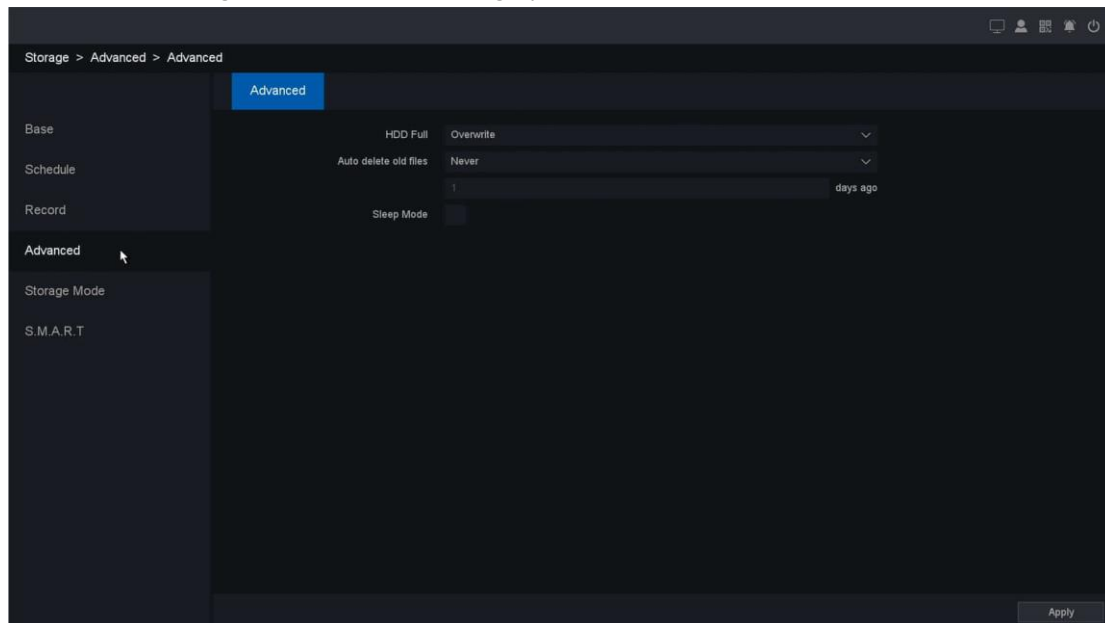 Storage > Advanced > Advanced
Advanced
Base
HDD Full Overwrite
Auto delete old files Never
Schedule
1 days ago
Record
Sleep Mode
Advanced
Storage Mode
S.M.A.R.T
Apply